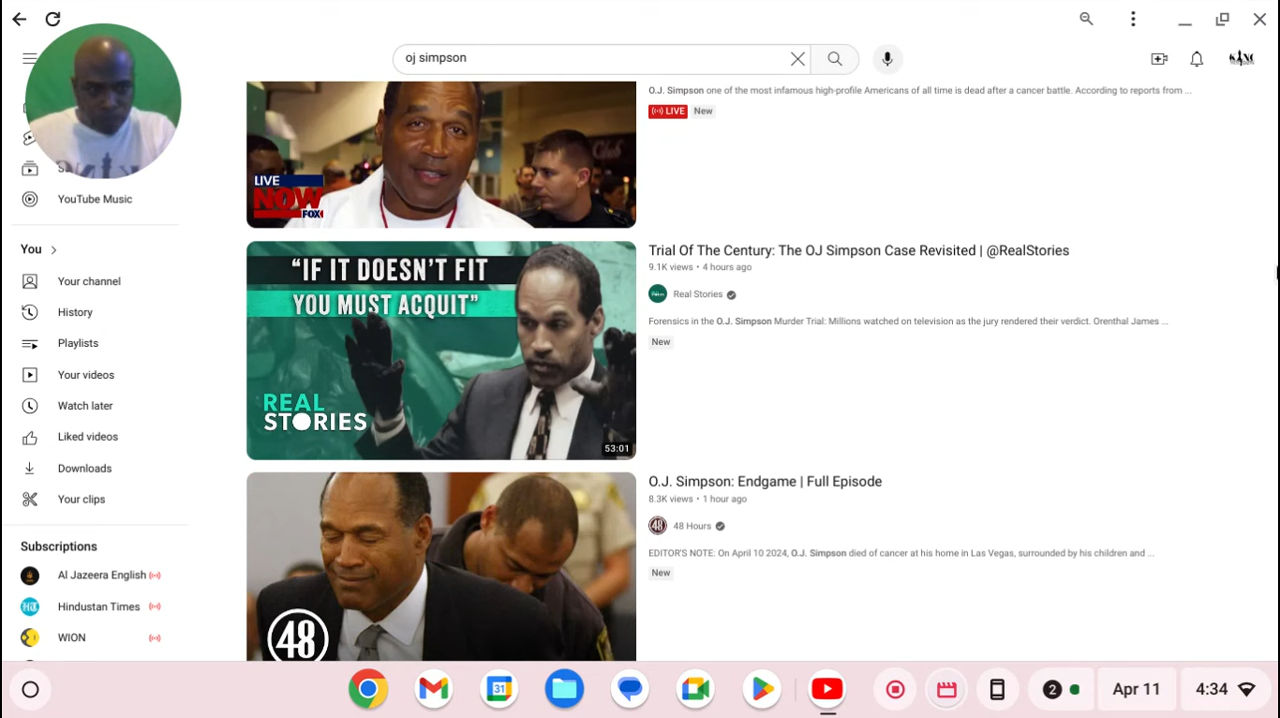 oj simpson
O.J. Simpson one of the most infamous high-profile Americans of all time is dead after a cancer battle. According to reports from ...
LIVE
New
LIVE
NOW
FOX
YouTube Music
You
Your channel
History
Playlists
Your videos
Watch later
Liked videos
Downloads
Your clips
Subscriptions
Al Jazeera English
Hindustan Times
WION
"IF IT DOESN'T FIT
YOU MUST ACQUIT"
REAL
STORIES
53:01
Trial Of The Century: The OJ Simpson Case Revisited | @RealStories
9.1K views • 4 hours ago
Real Stories
Forensics in the O.J. Simpson Murder Trial: Millions watched on television as the jury rendered their verdict. Orenthal James ...
New
48
O.J. Simpson: Endgame | Full Episode
8.3K views • 1 hour ago
48 Hours
EDITOR'S NOTE: On April 10 2024, O.J. Simpson died of cancer at his home in Las Vegas, surrounded by his children and ...
New
31
2
Apr 11
4:34